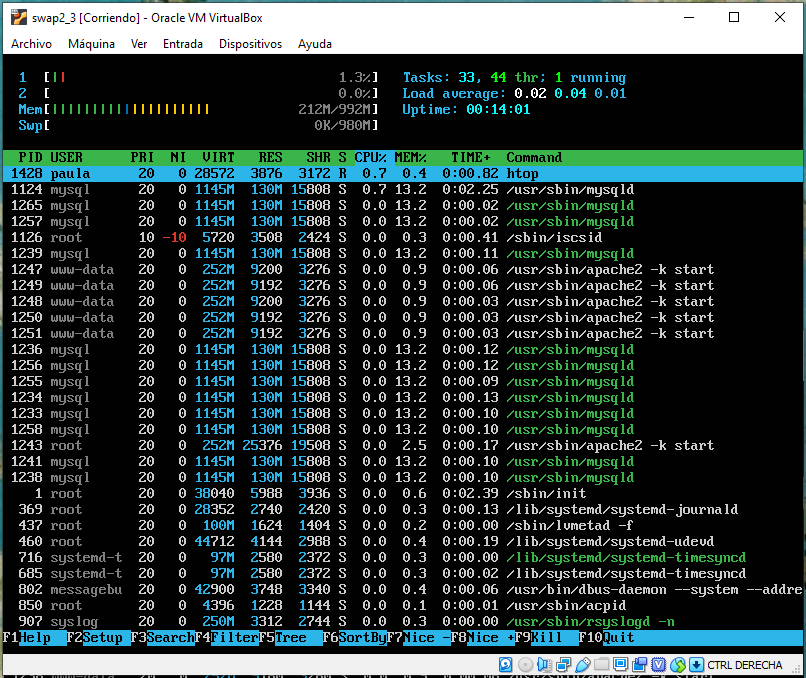 swap2_3 [Corriendo] - Oracle VM VirtualBox
Archivo Máquina Ver Entrada Dispositivos Ayuda
1 [|| 1.3%] Tasks: 33, 44 thr; 1 running
2 [ 0.0%] Load average: 0.02 0.04 0.01
Mem[|||||||||||||||||||| 212M/992M] Uptime: 00:14:01
Swp[ 0K/980M]
PID USER PRI NI VIRT RES SHR S CPU% MEM% TIME+ Command
1428 paula 20 0 28572 3876 3172 R 0.7 0.4 0:00.82 htop
1124 mysql 20 0 1145M 130M 15808 S 0.7 13.2 0:02.25 /usr/sbin/mysqld
1265 mysql 20 0 1145M 130M 15808 S 0.0 13.2 0:00.02 /usr/sbin/mysqld
1257 mysql 20 0 1145M 130M 15808 S 0.0 13.2 0:00.02 /usr/sbin/mysqld
1126 root 10 -10 5720 3508 2424 S 0.0 0.3 0:00.41 /sbin/iscsid
1239 mysql 20 0 1145M 130M 15808 S 0.0 13.2 0:00.11 /usr/sbin/mysqld
1247 www-data 20 0 252M 9200 3276 S 0.0 0.9 0:00.06 /usr/sbin/apache2 -k start
1249 www-data 20 0 252M 9192 3276 S 0.0 0.9 0:00.06 /usr/sbin/apache2 -k start
1248 www-data 20 0 252M 9200 3276 S 0.0 0.9 0:00.03 /usr/sbin/apache2 -k start
1250 www-data 20 0 252M 9192 3276 S 0.0 0.9 0:00.03 /usr/sbin/apache2 -k start
1251 www-data 20 0 252M 9192 3276 S 0.0 0.9 0:00.03 /usr/sbin/apache2 -k start
1236 mysql 20 0 1145M 130M 15808 S 0.0 13.2 0:00.12 /usr/sbin/mysqld
1256 mysql 20 0 1145M 130M 15808 S 0.0 13.2 0:00.12 /usr/sbin/mysqld
1255 mysql 20 0 1145M 130M 15808 S 0.0 13.2 0:00.09 /usr/sbin/mysqld
1234 mysql 20 0 1145M 130M 15808 S 0.0 13.2 0:00.13 /usr/sbin/mysqld
1233 mysql 20 0 1145M 130M 15808 S 0.0 13.2 0:00.10 /usr/sbin/mysqld
1258 mysql 20 0 1145M 130M 15808 S 0.0 13.2 0:00.10 /usr/sbin/mysqld
1243 root 20 0 252M 25376 19508 S 0.0 2.5 0:00.17 /usr/sbin/apache2 -k start
1241 mysql 20 0 1145M 130M 15808 S 0.0 13.2 0:00.10 /usr/sbin/mysqld
1238 mysql 20 0 1145M 130M 15808 S 0.0 13.2 0:00.10 /usr/sbin/mysqld
1 root 20 0 38040 5988 3936 S 0.0 0.6 0:02.39 /sbin/init
369 root 20 0 28352 2740 2420 S 0.0 0.3 0:00.13 /lib/systemd/systemd-journald
437 root 20 0 100M 1624 1404 S 0.0 0.2 0:00.00 /sbin/lvmetad -f
460 root 20 0 44712 4144 2988 S 0.0 0.4 0:00.19 /lib/systemd/systemd-udevd
716 systemd-t 20 0 97M 2580 2372 S 0.0 0.3 0:00.00 /lib/systemd/systemd-timesyncd
685 systemd-t 20 0 97M 2580 2372 S 0.0 0.3 0:00.02 /lib/systemd/systemd-timesyncd
802 messagebu 20 0 42900 3748 3340 S 0.0 0.4 0:00.06 /usr/bin/dbus-daemon --system --addre
850 root 20 0 4396 1228 1144 S 0.0 0.1 0:00.01 /usr/sbin/acpid
907 syslog 20 0 250M 3312 2744 S 0.0 0.3 0:00.00 /usr/sbin/rsyslogd -n
F1Help F2Setup F3SearchF4FilterF5Tree F6SortByF7Nice -F8Nice +F9Kill F10Quit
CTRL DERECHA